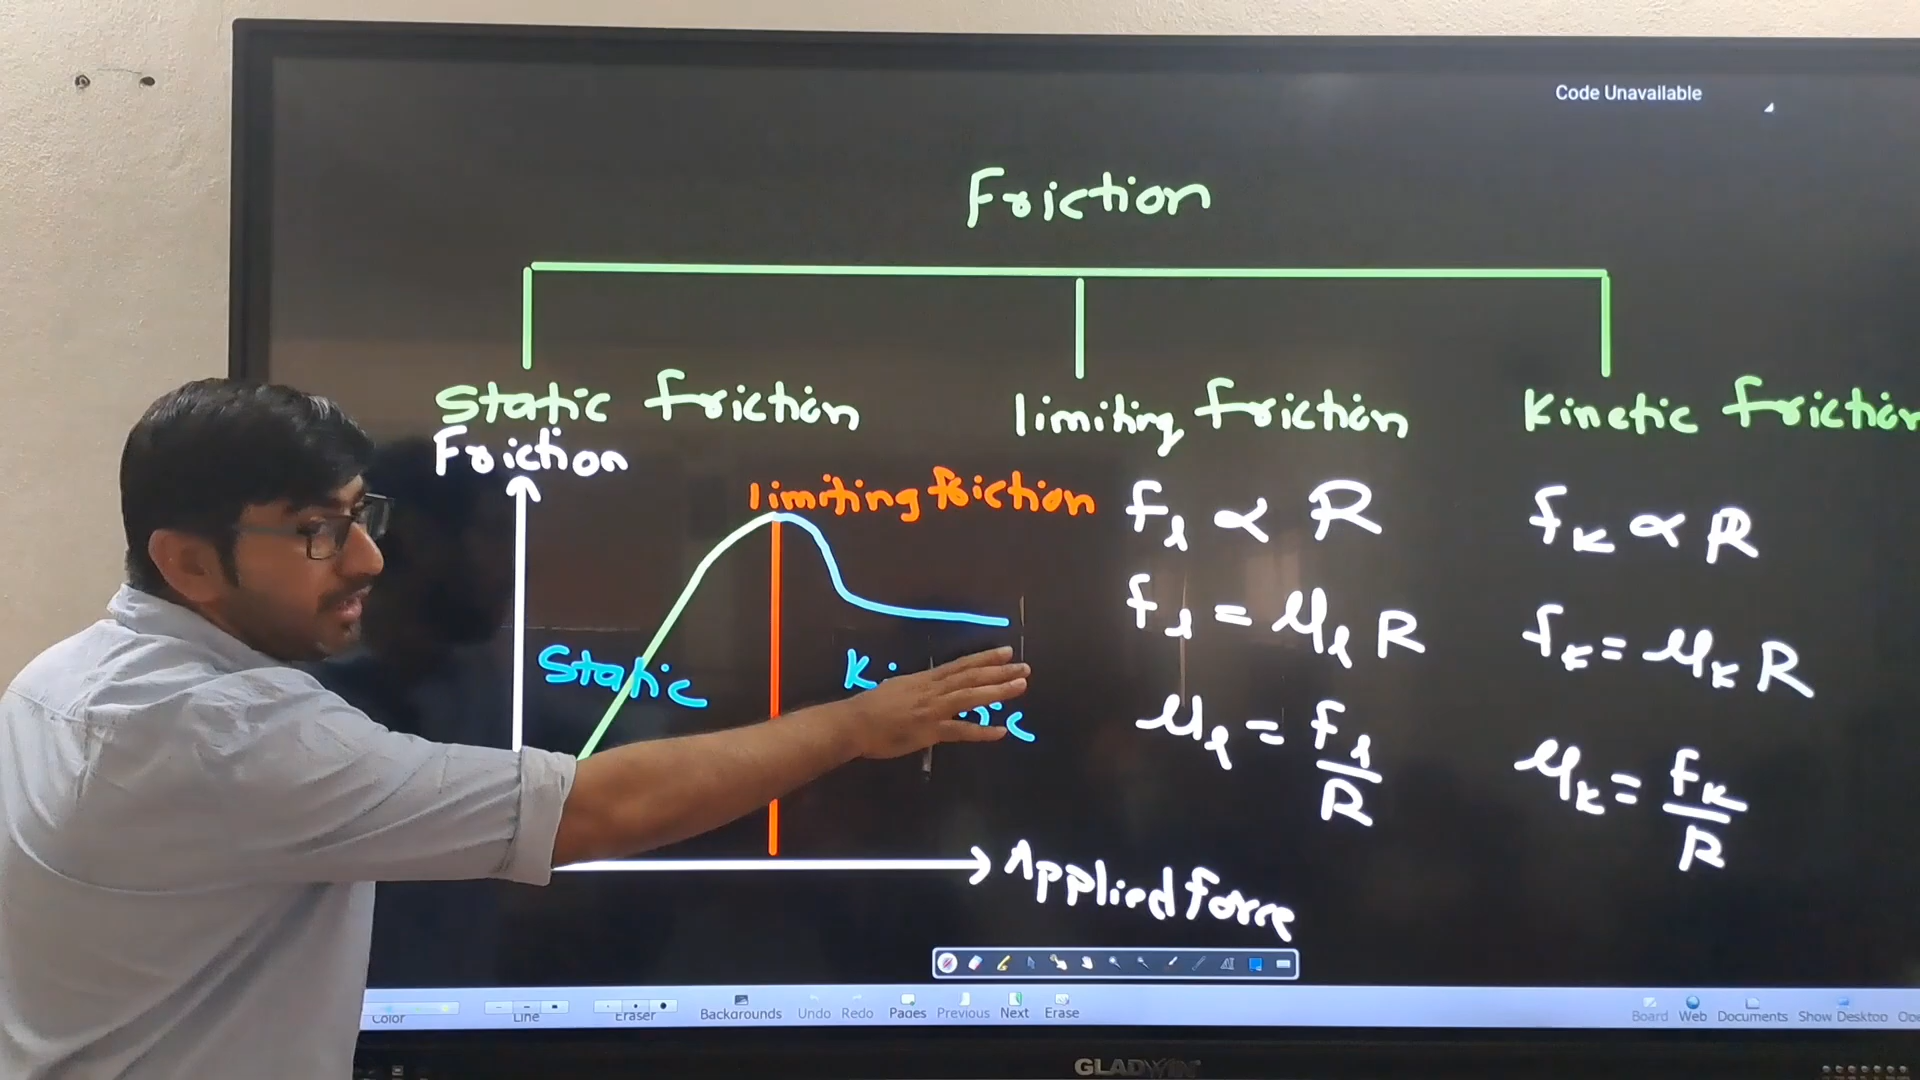 Code Unavailable
Friction
Static friction
limiting friction
Kinetic friction
Friction
limiting friction
Static
Applied force
fl ∝ R
fl = μl R
μl = fl/R
fk ∝ R
fk = μk R
μk = fk/R
Color
Line
Eraser
Backgrounds
Undo
Redo
Pages
Previous
Next
Erase
Board
Web
Documents
Show Desktop
GLADWIN